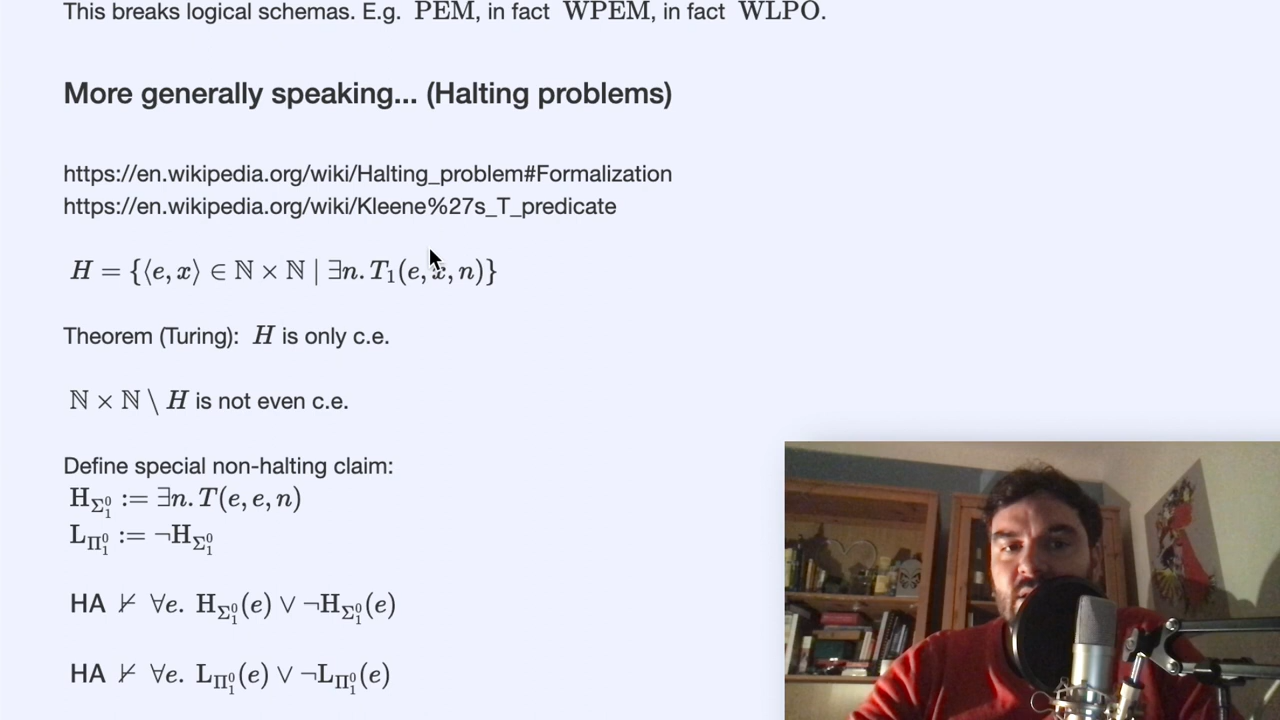 This breaks logical schemas. E.g. PEM, in fact WPEM, in fact WLPO.
More generally speaking... (Halting problems)
https://en.wikipedia.org/wiki/Halting_problem#Formalization
https://en.wikipedia.org/wiki/Kleene%27s_T_predicate
H = {⟨e, x⟩ ∈ ℕ × ℕ | ∃n. T₁(e, x, n)}
Theorem (Turing): H is only c.e.
ℕ × ℕ \ H is not even c.e.
Define special non-halting claim:
H_{Σ⁰₁} := ∃n. T(e, e, n)
L_{Π⁰₁} := ¬H_{Σ⁰₁}
HA ⊬ ∀e. H_{Σ⁰₁}(e) ∨ ¬H_{Σ⁰₁}(e)
HA ⊬ ∀e. L_{Π⁰₁}(e) ∨ ¬L_{Π⁰₁}(e)